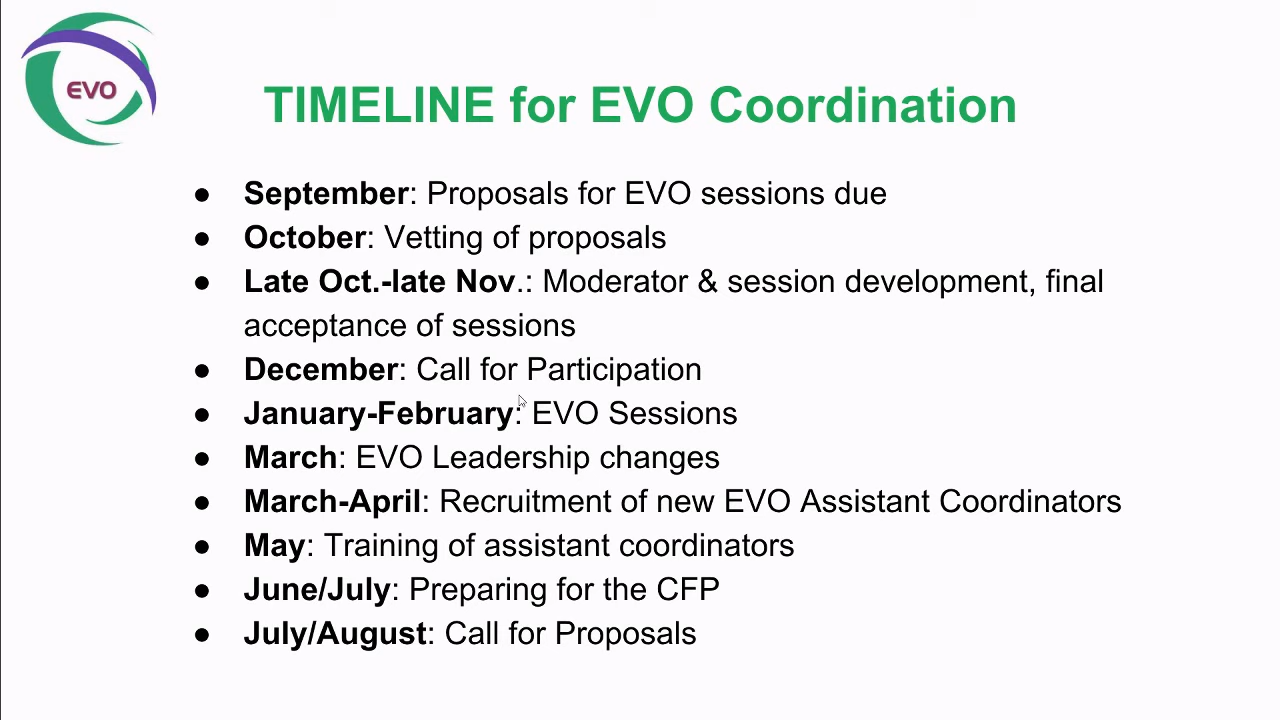 EVO
TIMELINE for EVO Coordination
● September: Proposals for EVO sessions due
● October: Vetting of proposals
● Late Oct.-late Nov.: Moderator & session development, final
acceptance of sessions
● December: Call for Participation
● January-February: EVO Sessions
● March: EVO Leadership changes
● March-April: Recruitment of new EVO Assistant Coordinators
● May: Training of assistant coordinators
● June/July: Preparing for the CFP
● July/August: Call for Proposals